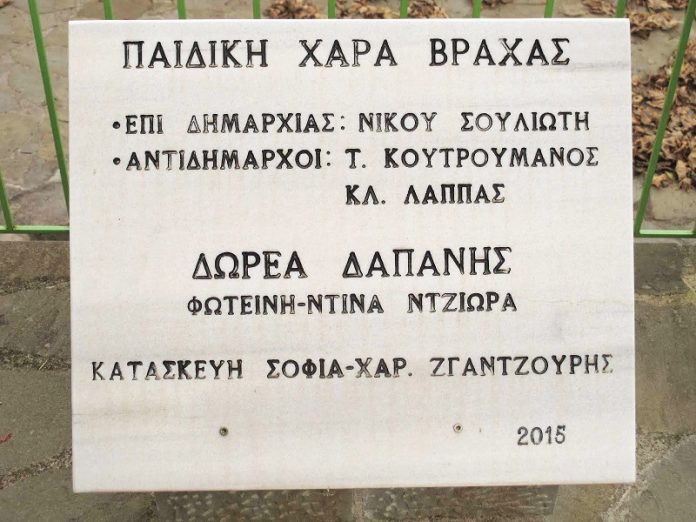 ΠΑΙΔΙΚΗ ΧΑΡΑ ΒΡΑΧΑΣ
•ΕΠΙ ΔΗΜΑΡΧΙΑΣ: ΝΙΚΟΥ ΣΟΥΛΙΩΤΗ
•ΑΝΤΙΔΗΜΑΡΧΟΙ: Τ. ΚΟΥΤΡΟΥΜΑΝΟΣ
ΚΛ. ΛΑΠΠΑΣ
ΔΩΡΕΑ ΔΑΠΑΝΗΣ
ΦΩΤΕΙΝΗ-ΝΤΙΝΑ ΝΤΖΙΩΡΑ
ΚΑΤΑΣΚΕΥΗ ΣΟΦΙΑ-ΧΑΡ. ΖΓΑΝΤΖΟΥΡΗΣ
2015